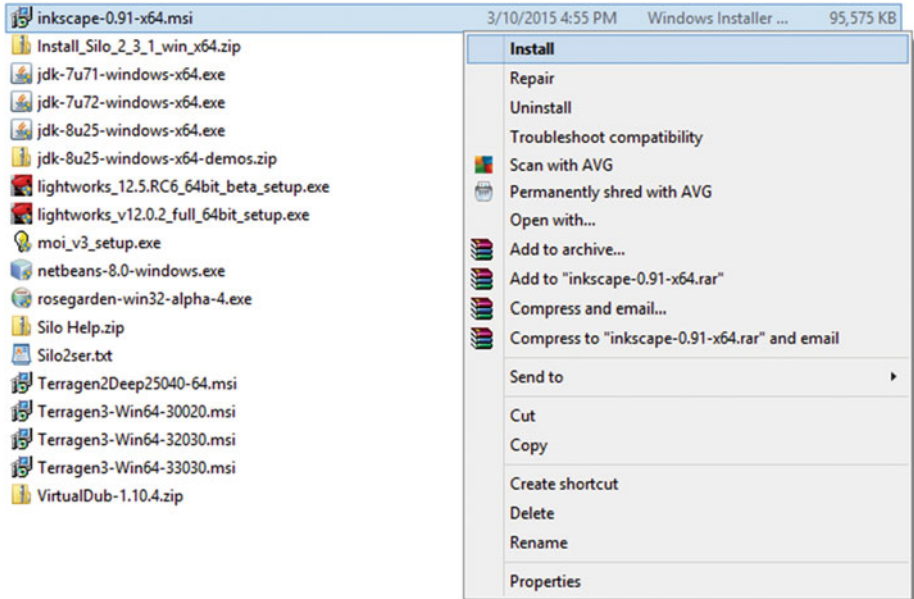 inkscape-0.91-x64.msi 3/10/2015 4:55 PM Windows Installer ... 95,575 KB
Install_Silo_2_3_1_win_x64.zip
jdk-7u71-windows-x64.exe
jdk-7u72-windows-x64.exe
jdk-8u25-windows-x64.exe
jdk-8u25-windows-x64-demos.zip
lightworks_12.5.RC6_64bit_beta_setup.exe
lightworks_v12.0.2_full_64bit_setup.exe
moi_v3_setup.exe
netbeans-8.0-windows.exe
rosegarden-win32-alpha-4.exe
Silo Help.zip
Silo2ser.txt
Terragen2Deep25040-64.msi
Terragen3-Win64-30020.msi
Terragen3-Win64-32030.msi
Terragen3-Win64-33030.msi
VirtualDub-1.10.4.zip
Install
Repair
Uninstall
Troubleshoot compatibility
Scan with AVG
Permanently shred with AVG
Open with...
Add to archive...
Add to "inkscape-0.91-x64.rar"
Compress and email...
Compress to "inkscape-0.91-x64.rar" and email
Send to
Cut
Copy
Create shortcut
Delete
Rename
Properties